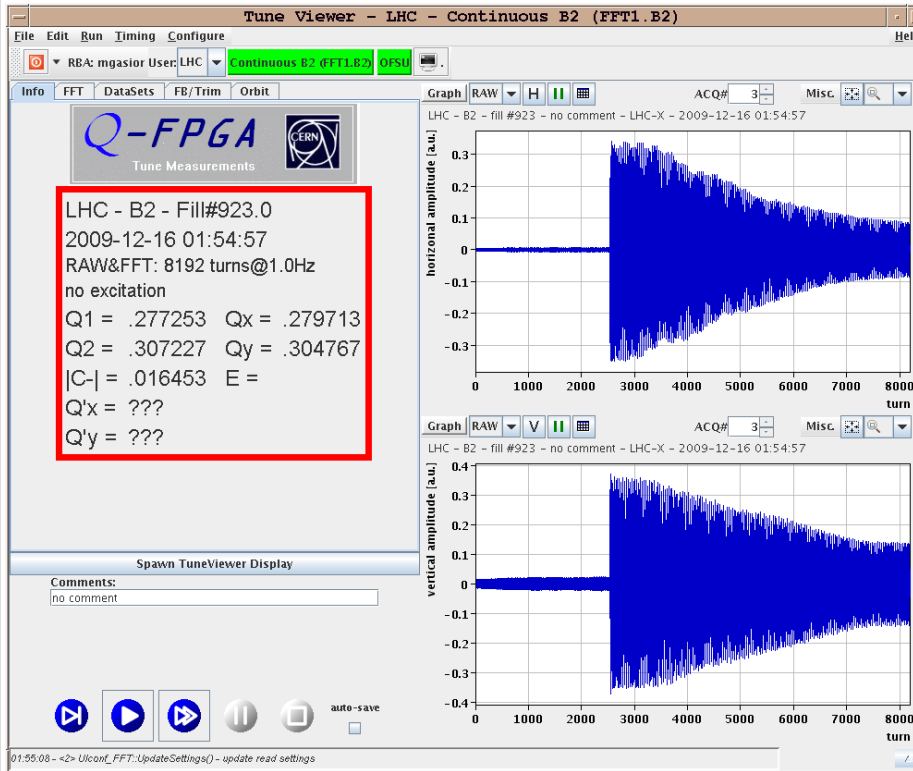 Tune Viewer - LHC - Continuous B2 (FFT1.B2)
File Edit Run Timing Configure
RBA: mgasior User: LHC Continuous B2 (FFT1.B2) OFSU
Info FFT DataSets FB/Trim Orbit
Q-FPGA
Tune Measurements
CERN
LHC - B2 - Fill#923.0
2009-12-16 01:54:57
RAW&FFT: 8192 turns@1.0Hz
no excitation
Q1 = .277253 Qx = .279713
Q2 = .307227 Qy = .304767
|C-| = .016453 E =
Q'x = ???
Q'y = ???
Spawn TuneViewer Display
Comments:
no comment
auto-save
Graph RAW H ACQ# 3 Misc.
LHC - B2 - fill #923 - no comment - LHC-X - 2009-12-16 01:54:57
horizonal amplitude [a.u.]
0.3
0.2
0.1
0
-0.1
-0.2
-0.3
0 1000 2000 3000 4000 5000 6000 7000 8000
turn
Graph RAW V ACQ# 3 Misc.
LHC - B2 - fill #923 - no comment - LHC-X - 2009-12-16 01:54:57
vertical amplitude [a.u.]
0.4
0.3
0.2
0.1
0
-0.1
-0.2
-0.3
-0.4
0 1000 2000 3000 4000 5000 6000 7000 8000
turn
01:55:08 - <2> UIconf_FFT::UpdateSettings() - update read settings